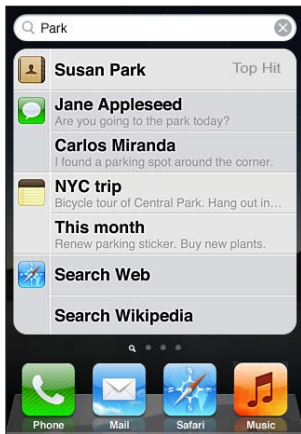 Park
Susan Park Top Hit
Jane Appleseed
Are you going to the park today?
Carlos Miranda
I found a parking spot around the corner.
NYC trip
Bicycle tour of Central Park. Hang out in...
This month
Renew parking sticker. Buy new plants.
Search Web
Search Wikipedia
Phone Mail Safari Music